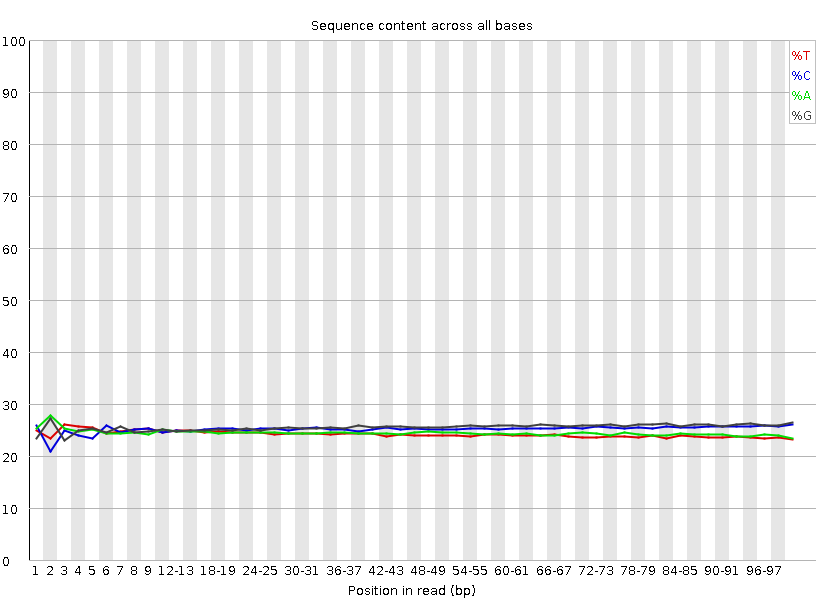 Sequence content across all bases
100
90
80
70
60
50
40
30
20
10
0
%T
%C
%A
%G
1 2 3 4 5 6 7 8 9 12-13 18-19 24-25 30-31 36-37 42-43 48-49 54-55 60-61 66-67 72-73 78-79 84-85 90-91 96-97
Position in read (bp)